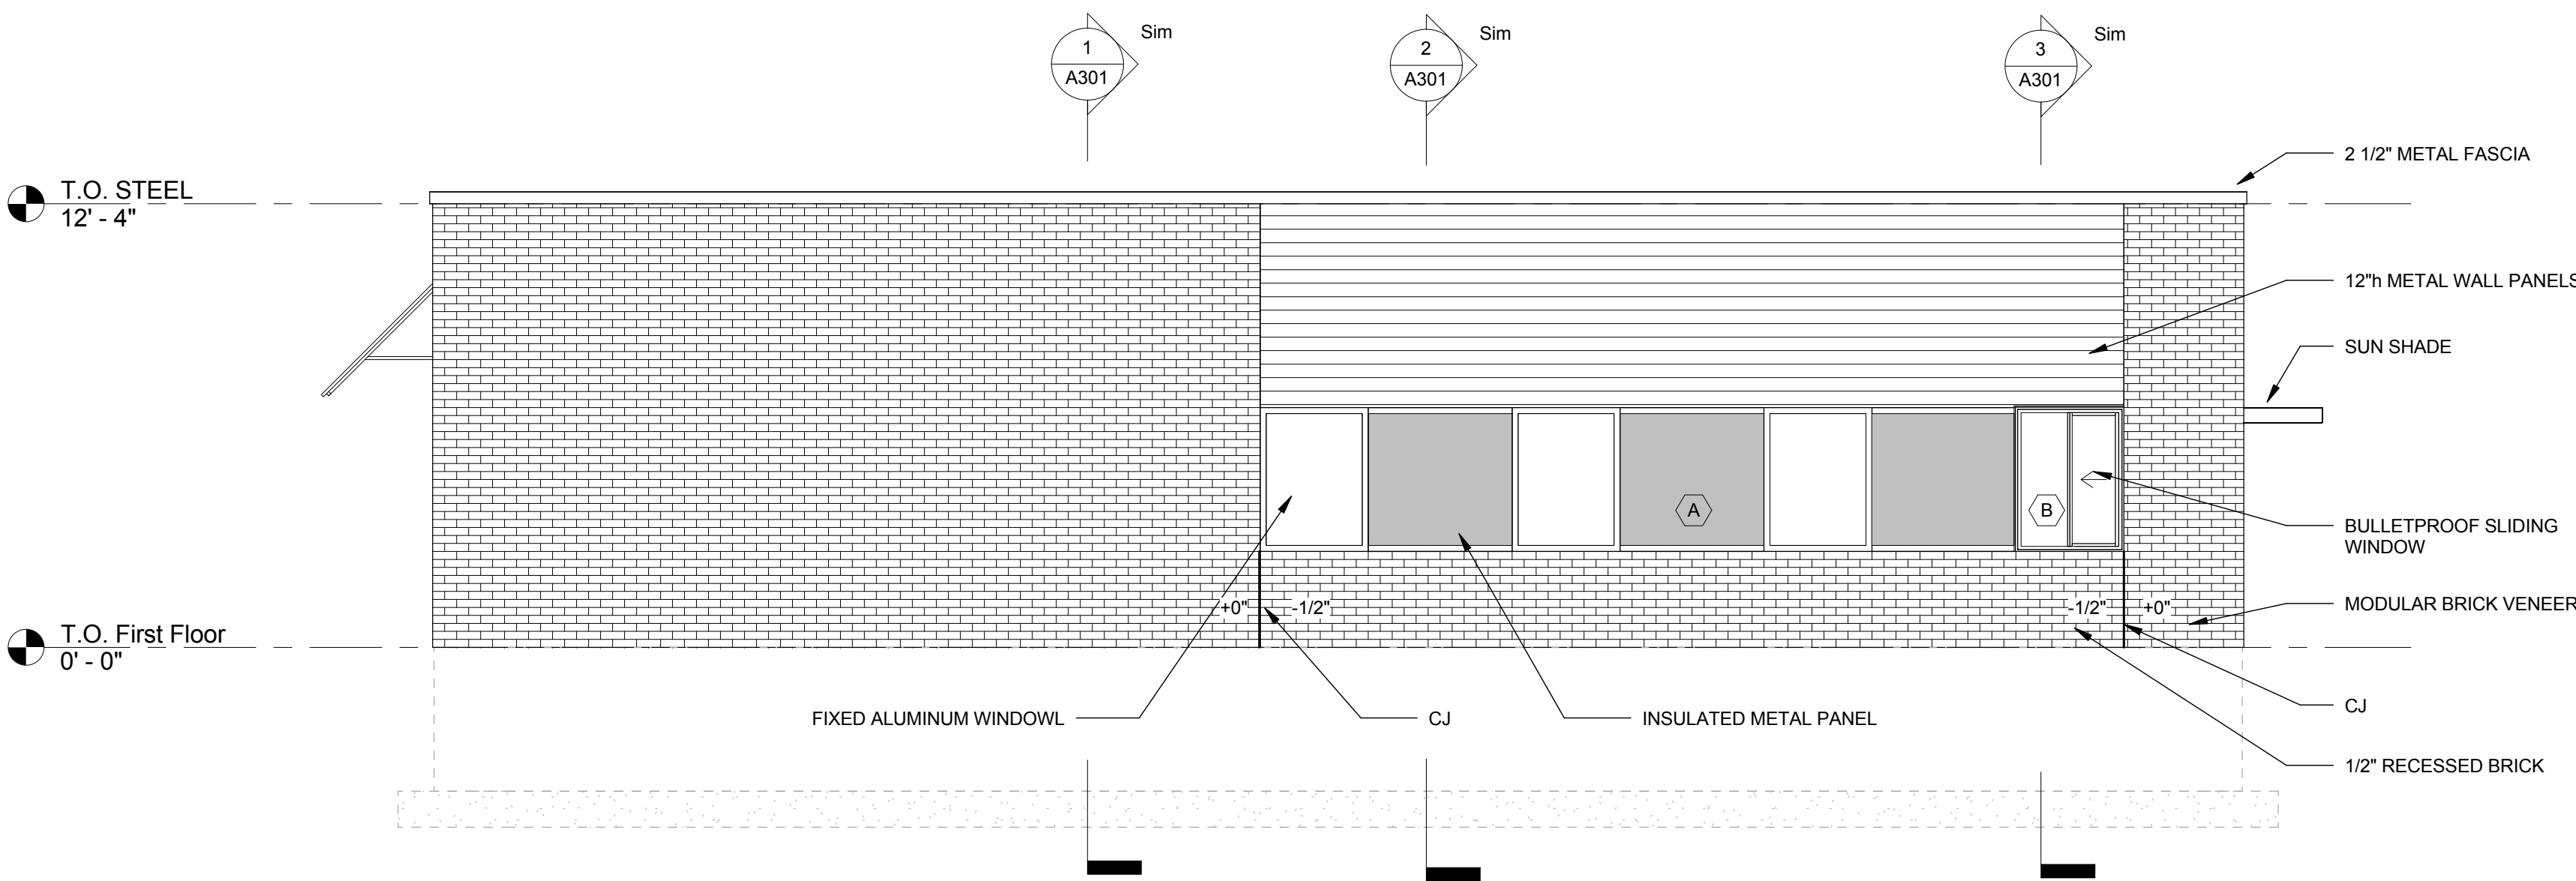 1
A301
Sim
2
A301
Sim
3
A301
Sim
2 1/2" METAL FASCIA
T.O. STEEL
12' - 4"
12"h METAL WALL PANELS
SUN SHADE
A
B
BULLETPROOF SLIDING
WINDOW
+0"
-1/2"
-1/2"
+0"
MODULAR BRICK VENEER
T.O. First Floor
0' - 0"
FIXED ALUMINUM WINDOWL
CJ
INSULATED METAL PANEL
CJ
1/2" RECESSED BRICK